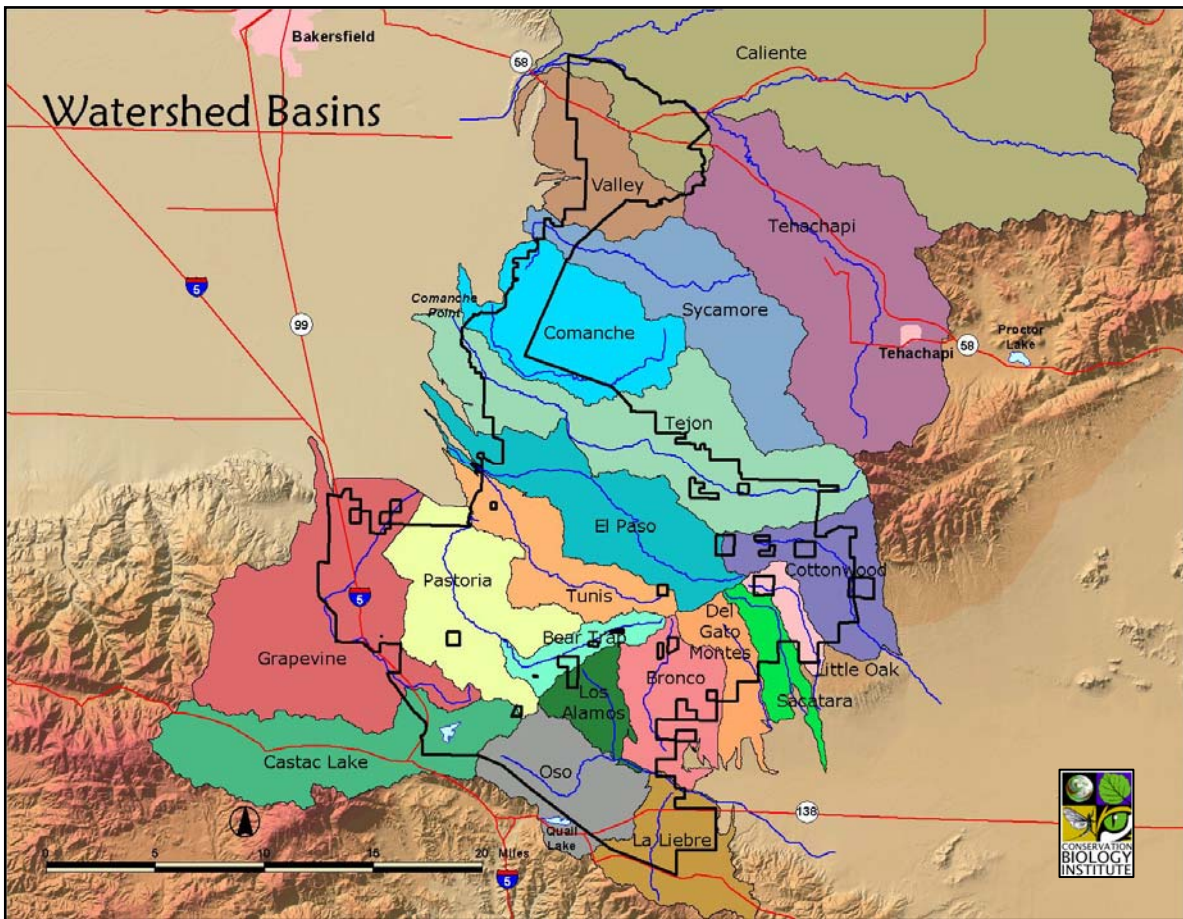 Watershed Basins
Bakersfield
58
Caliente
Valley
Tehachapi
5
99
Comanche
Point
Sycamore
Comanche
Tehachapi
58
Proctor
Lake
Tejon
El Paso
Cottonwood
Pastoria
Tunis
5
Del
Gato
Montes
Bear Trap
Grapevine
Bronco
Little Oak
Los
Alamos
Sacatara
Castac Lake
Oso
138
Quail
Lake
La Liebre
0
5
10
15
20 Miles
5
CONSERVATION
BIOLOGY
INSTITUTE